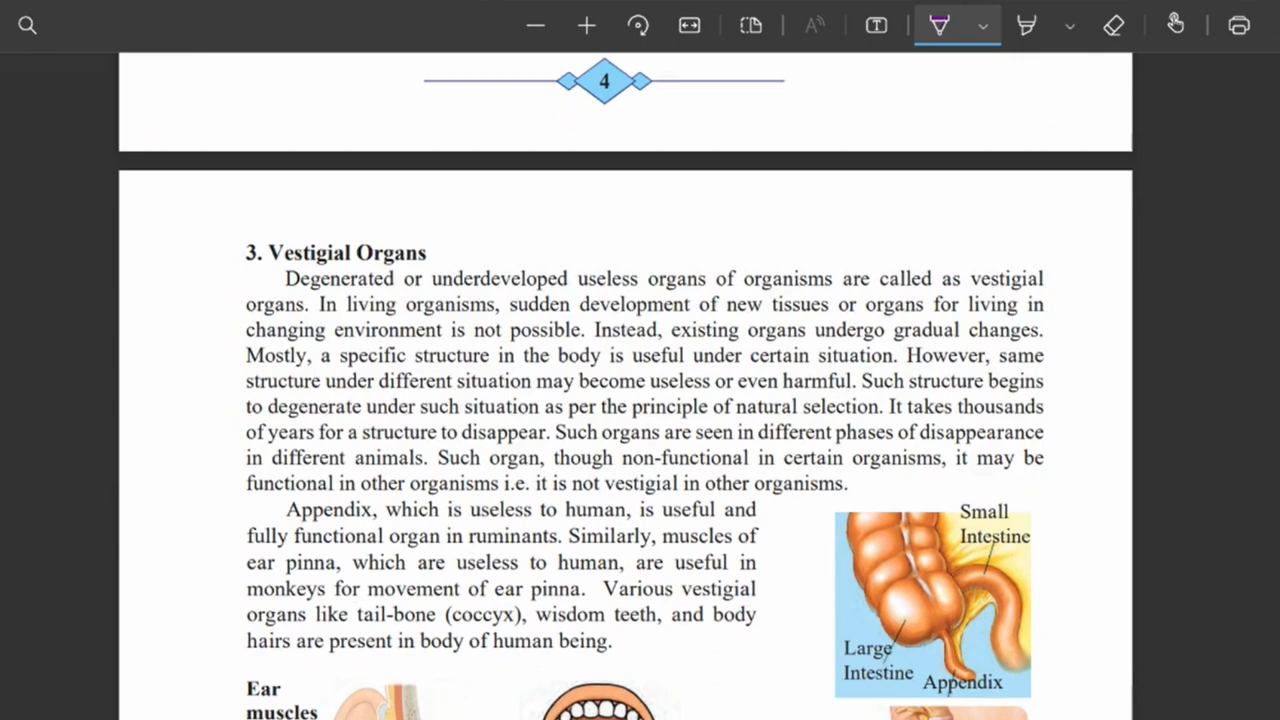 4
3. Vestigial Organs
Degenerated or underdeveloped useless organs of organisms are called as vestigial
organs. In living organisms, sudden development of new tissues or organs for living in
changing environment is not possible. Instead, existing organs undergo gradual changes.
Mostly, a specific structure in the body is useful under certain situation. However, same
structure under different situation may become useless or even harmful. Such structure begins
to degenerate under such situation as per the principle of natural selection. It takes thousands
of years for a structure to disappear. Such organs are seen in different phases of disappearance
in different animals. Such organ, though non-functional in certain organisms, it may be
functional in other organisms i.e. it is not vestigial in other organisms.
Appendix, which is useless to human, is useful and
fully functional organ in ruminants. Similarly, muscles of
ear pinna, which are useless to human, are useful in
monkeys for movement of ear pinna. Various vestigial
organs like tail-bone (coccyx), wisdom teeth, and body
hairs are present in body of human being.
Small
Intestine
Large
Intestine
Appendix
Ear
muscles